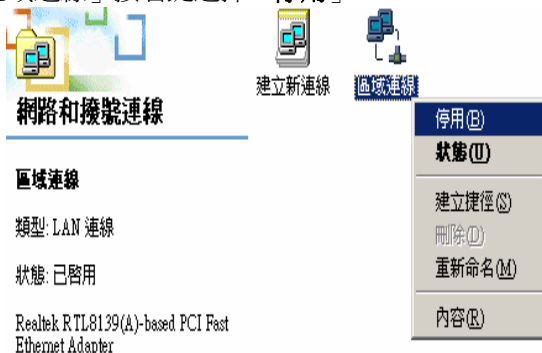 建立新連線
區域連線
網路和撥號連線
區域連線
類型: LAN 連線
狀態: 已啓用
Realtek RTL8139(A)-based PCI Fast
Ethernet Adapter
停用(B)
狀態(U)
建立捷徑(S)
刪除(D)
重新命名(M)
內容(R)